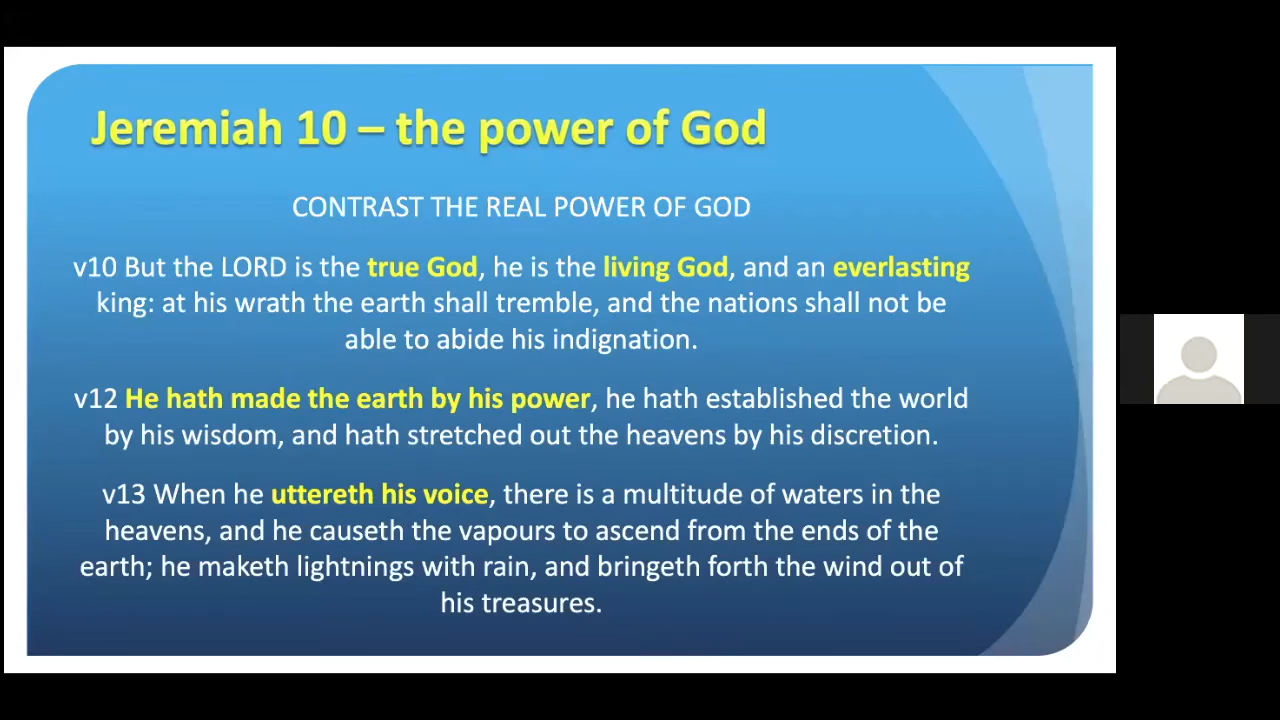 Jeremiah 10 – the power of God
CONTRAST THE REAL POWER OF GOD
v10 But the LORD is the true God, he is the living God, and an everlasting
king: at his wrath the earth shall tremble, and the nations shall not be
able to abide his indignation.
v12 He hath made the earth by his power, he hath established the world
by his wisdom, and hath stretched out the heavens by his discretion.
v13 When he uttereth his voice, there is a multitude of waters in the
heavens, and he causeth the vapours to ascend from the ends of the
earth; he maketh lightnings with rain, and bringeth forth the wind out of
his treasures.